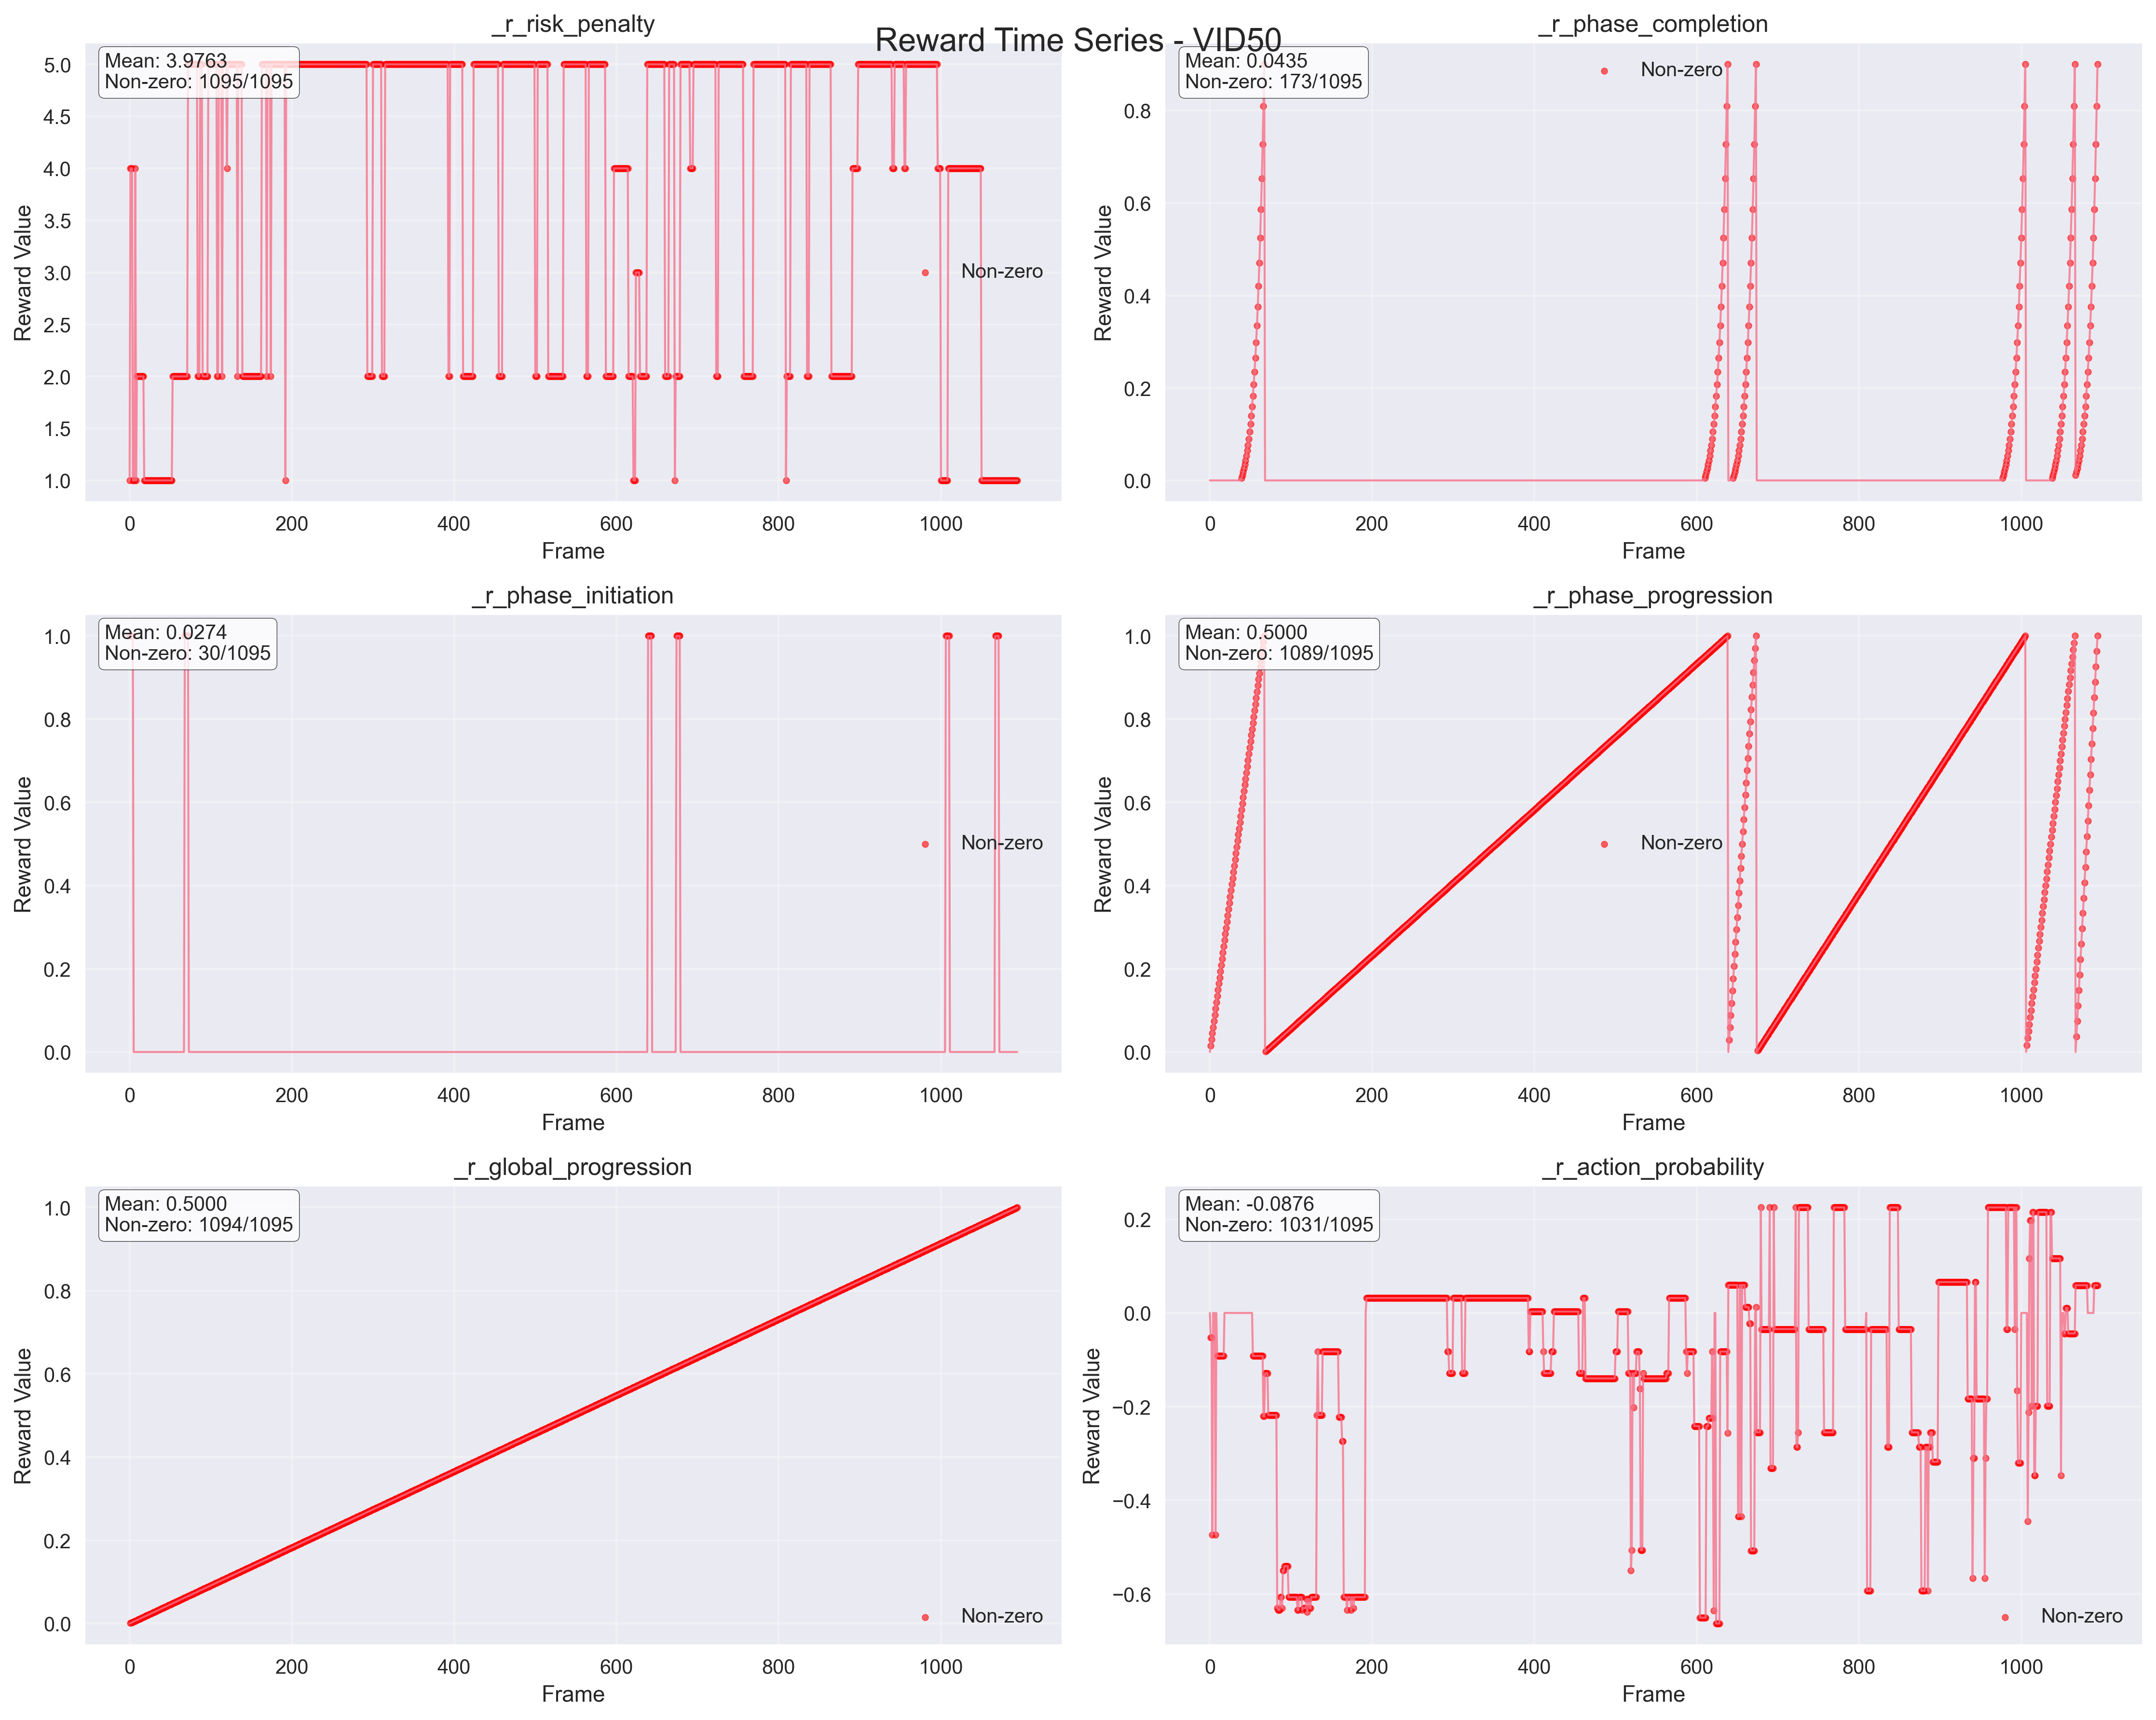 Reward Time Series - VID50
_r_risk_penalty
Mean: 3.9763
Non-zero: 1095/1095
Non-zero
Reward Value
5.0
4.5
4.0
3.5
3.0
2.5
2.0
1.5
1.0
0 200 400 600 800 1000
Frame
_r_phase_completion
Mean: 0.0435
Non-zero: 173/1095
Non-zero
Reward Value
0.8
0.6
0.4
0.2
0.0
0 200 400 600 800 1000
Frame
_r_phase_initiation
Mean: 0.0274
Non-zero: 30/1095
Non-zero
Reward Value
1.0
0.8
0.6
0.4
0.2
0.0
0 200 400 600 800 1000
Frame
_r_phase_progression
Mean: 0.5000
Non-zero: 1089/1095
Non-zero
Reward Value
1.0
0.8
0.6
0.4
0.2
0.0
0 200 400 600 800 1000
Frame
_r_global_progression
Mean: 0.5000
Non-zero: 1094/1095
Non-zero
Reward Value
1.0
0.8
0.6
0.4
0.2
0.0
0 200 400 600 800 1000
Frame
_r_action_probability
Mean: -0.0876
Non-zero: 1031/1095
Non-zero
Reward Value
0.2
0.0
−0.2
−0.4
−0.6
0 200 400 600 800 1000
Frame